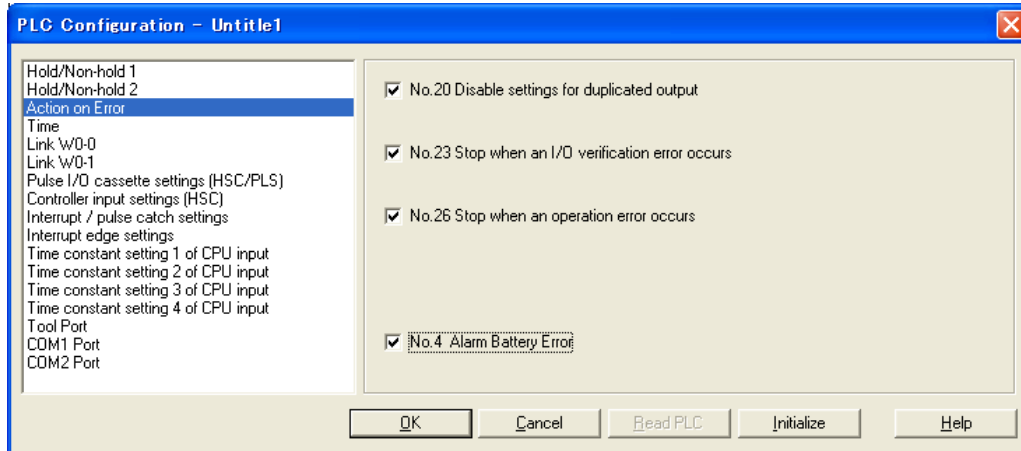 PLC Configuration - Untitle1
Hold/Non-hold 1
Hold/Non-hold 2
Action on Error
Time
Link W0-0
Link W0-1
Pulse I/O cassette settings (HSC/PLS)
Controller input settings (HSC)
Interrupt / pulse catch settings
Interrupt edge settings
Time constant setting 1 of CPU input
Time constant setting 2 of CPU input
Time constant setting 3 of CPU input
Time constant setting 4 of CPU input
Tool Port
COM1 Port
COM2 Port
No.20 Disable settings for duplicated output
No.23 Stop when an I/O verification error occurs
No.26 Stop when an operation error occurs
No.4 Alarm Battery Error
OK Cancel Read PLC Initialize Help